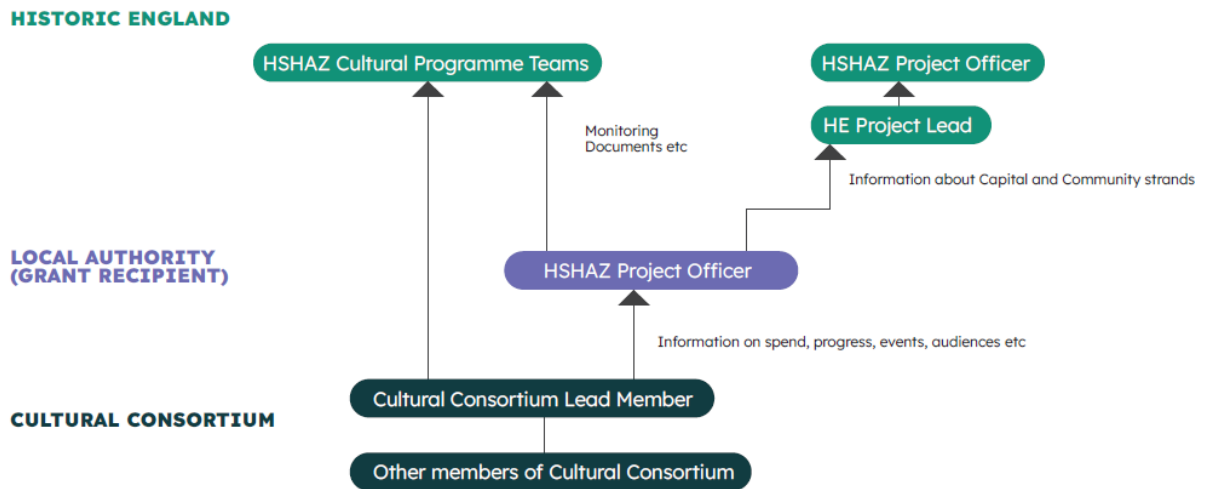 HISTORIC ENGLAND
HSHAZ Cultural Programme Teams
HSHAZ Project Officer
HE Project Lead
Monitoring
Documents etc
Information about Capital and Community strands
LOCAL AUTHORITY
(GRANT RECIPIENT)
HSHAZ Project Officer
Information on spend, progress, events, audiences etc
Cultural Consortium Lead Member
CULTURAL CONSORTIUM
Other members of Cultural Consortium